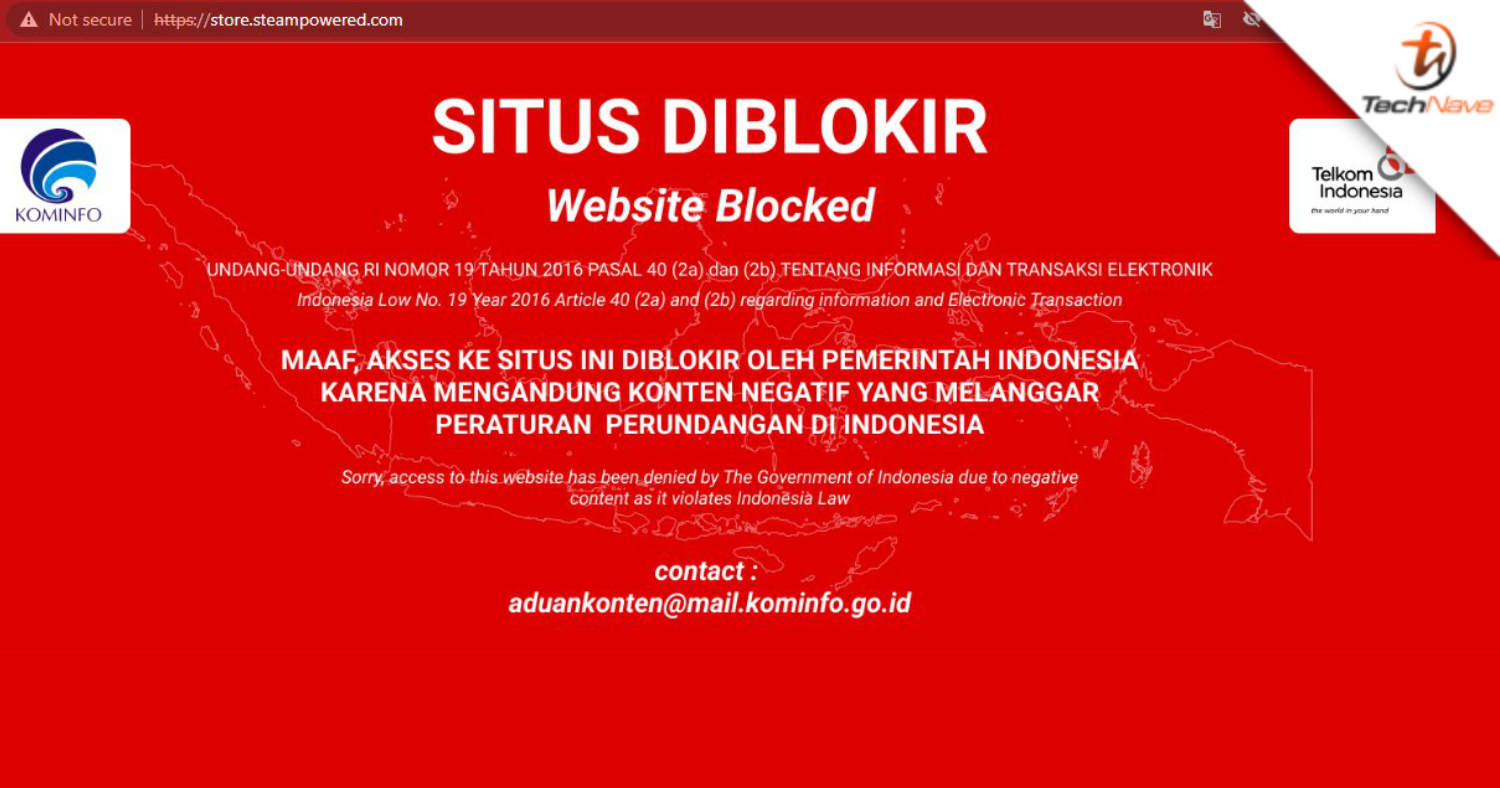 Not secure | https://store.steampowered.com
TechNave
KOMINFO
Telkom
Indonesia
the world in your hand
SITUS DIBLOKIR
Website Blocked
UNDANG-UNDANG RI NOMOR 19 TAHUN 2016 PASAL 40 (2a) dan (2b) TENTANG INFORMASI DAN TRANSAKSI ELEKTRONIK
Indonesia Low No. 19 Year 2016 Article 40 (2a) and (2b) regarding information and Electronic Transaction
MAAF, AKSES KE SITUS INI DIBLOKIR OLEH PEMERINTAH INDONESIA
KARENA MENGANDUNG KONTEN NEGATIF YANG MELANGGAR
PERATURAN PERUNDANGAN DI INDONESIA
Sorry, access to this website has been denied by The Government of Indonesia due to negative
content as it violates Indonesia Law
contact :
aduankonten@mail.kominfo.go.id